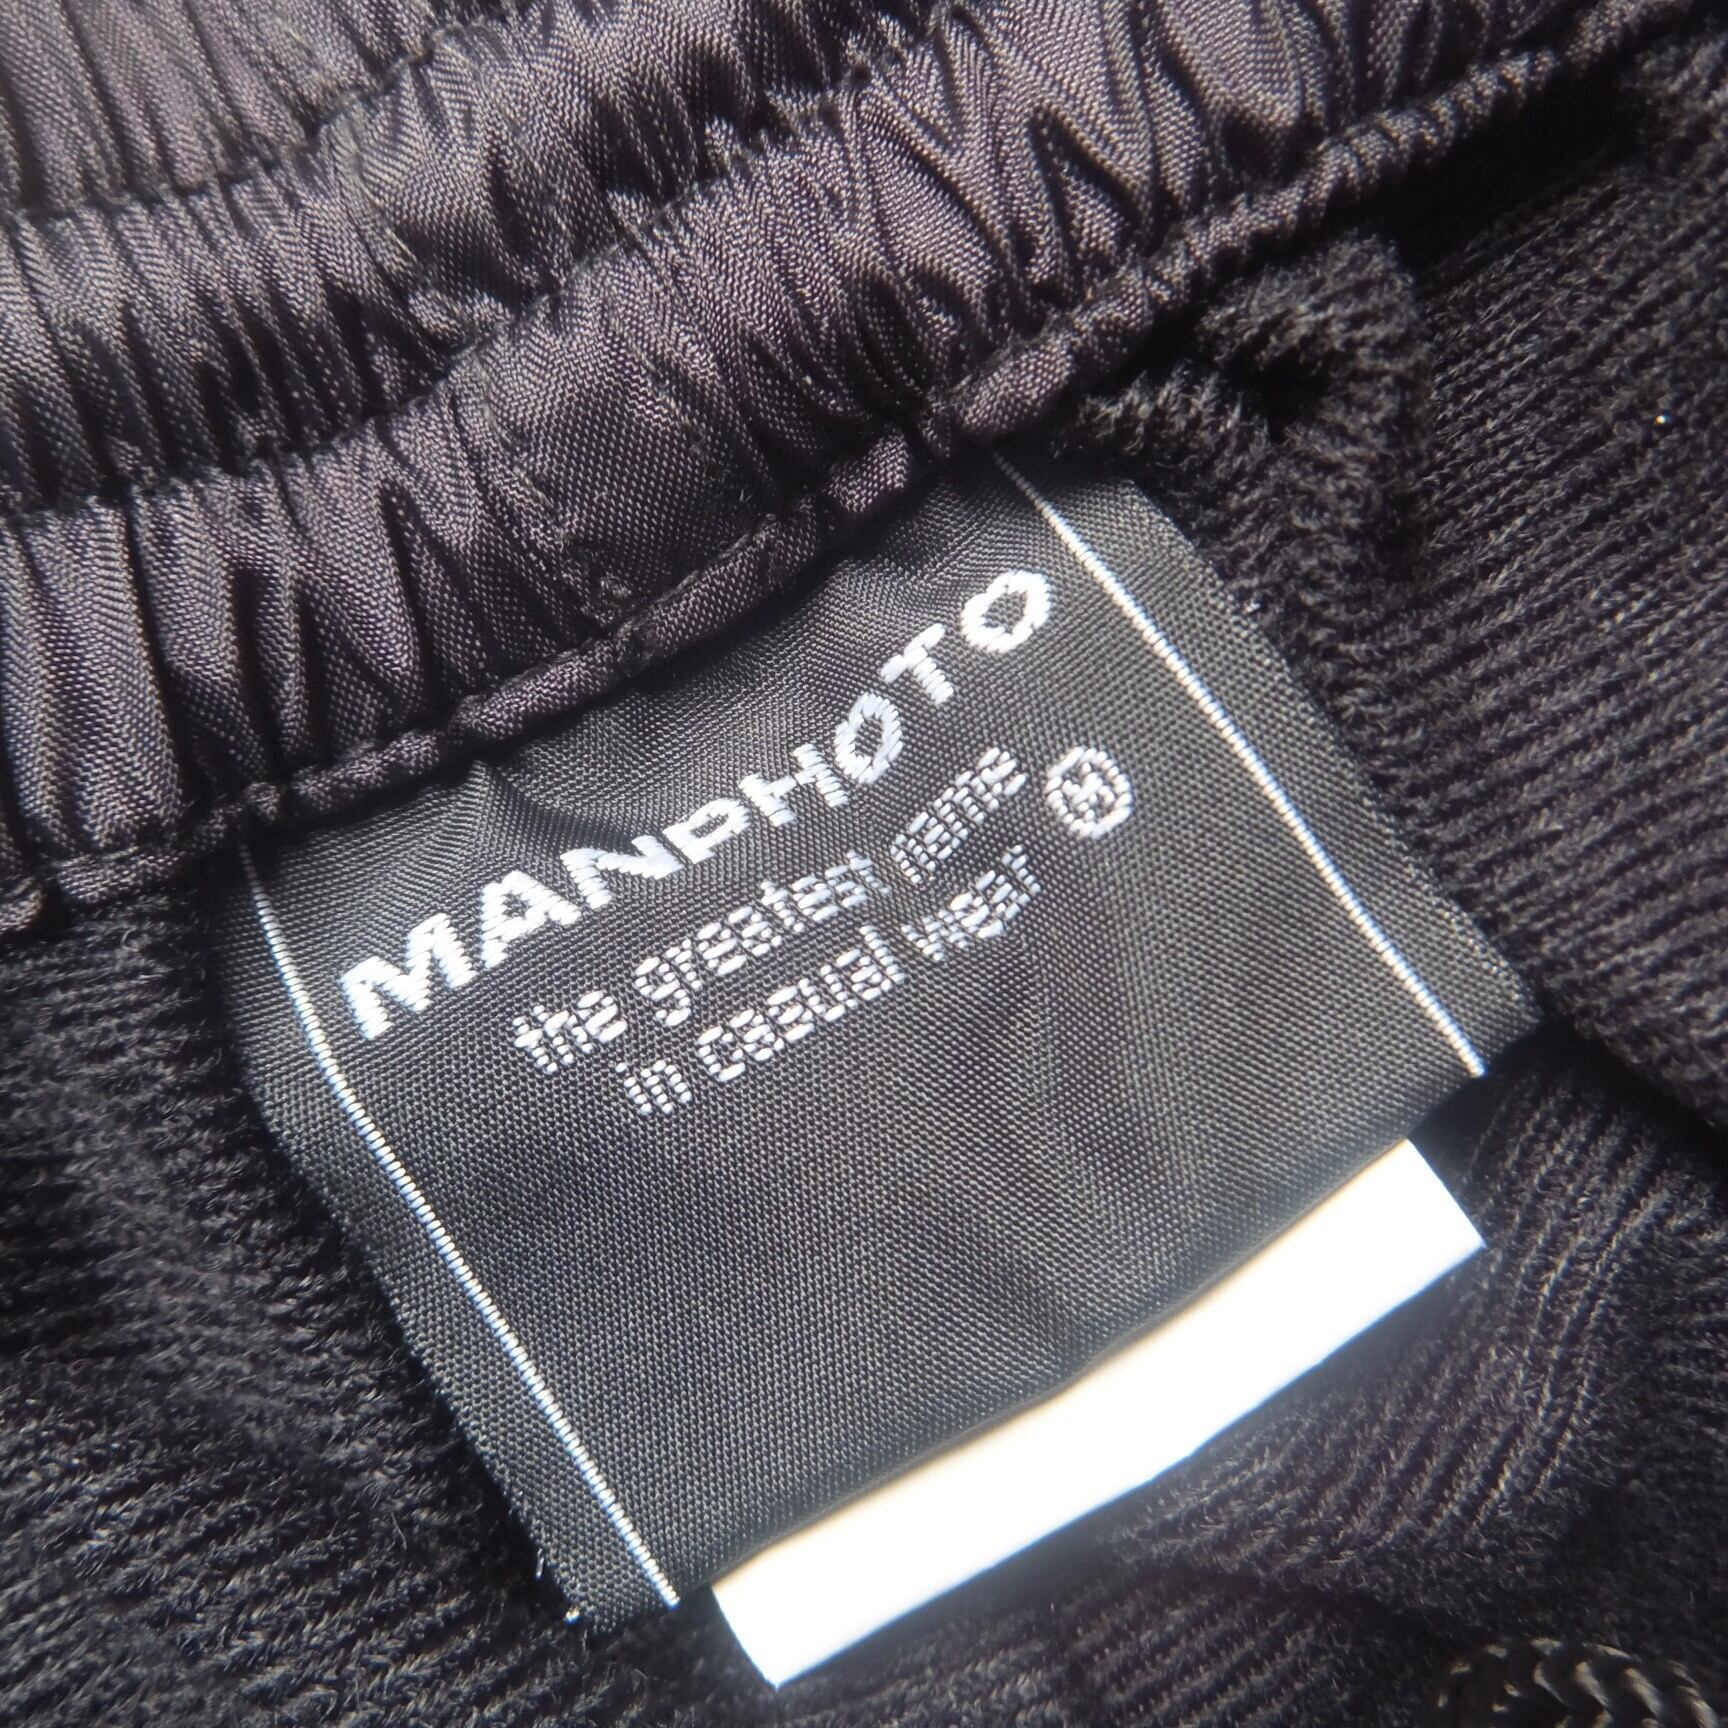 MANPHOTO
the greatest name
in casual wear